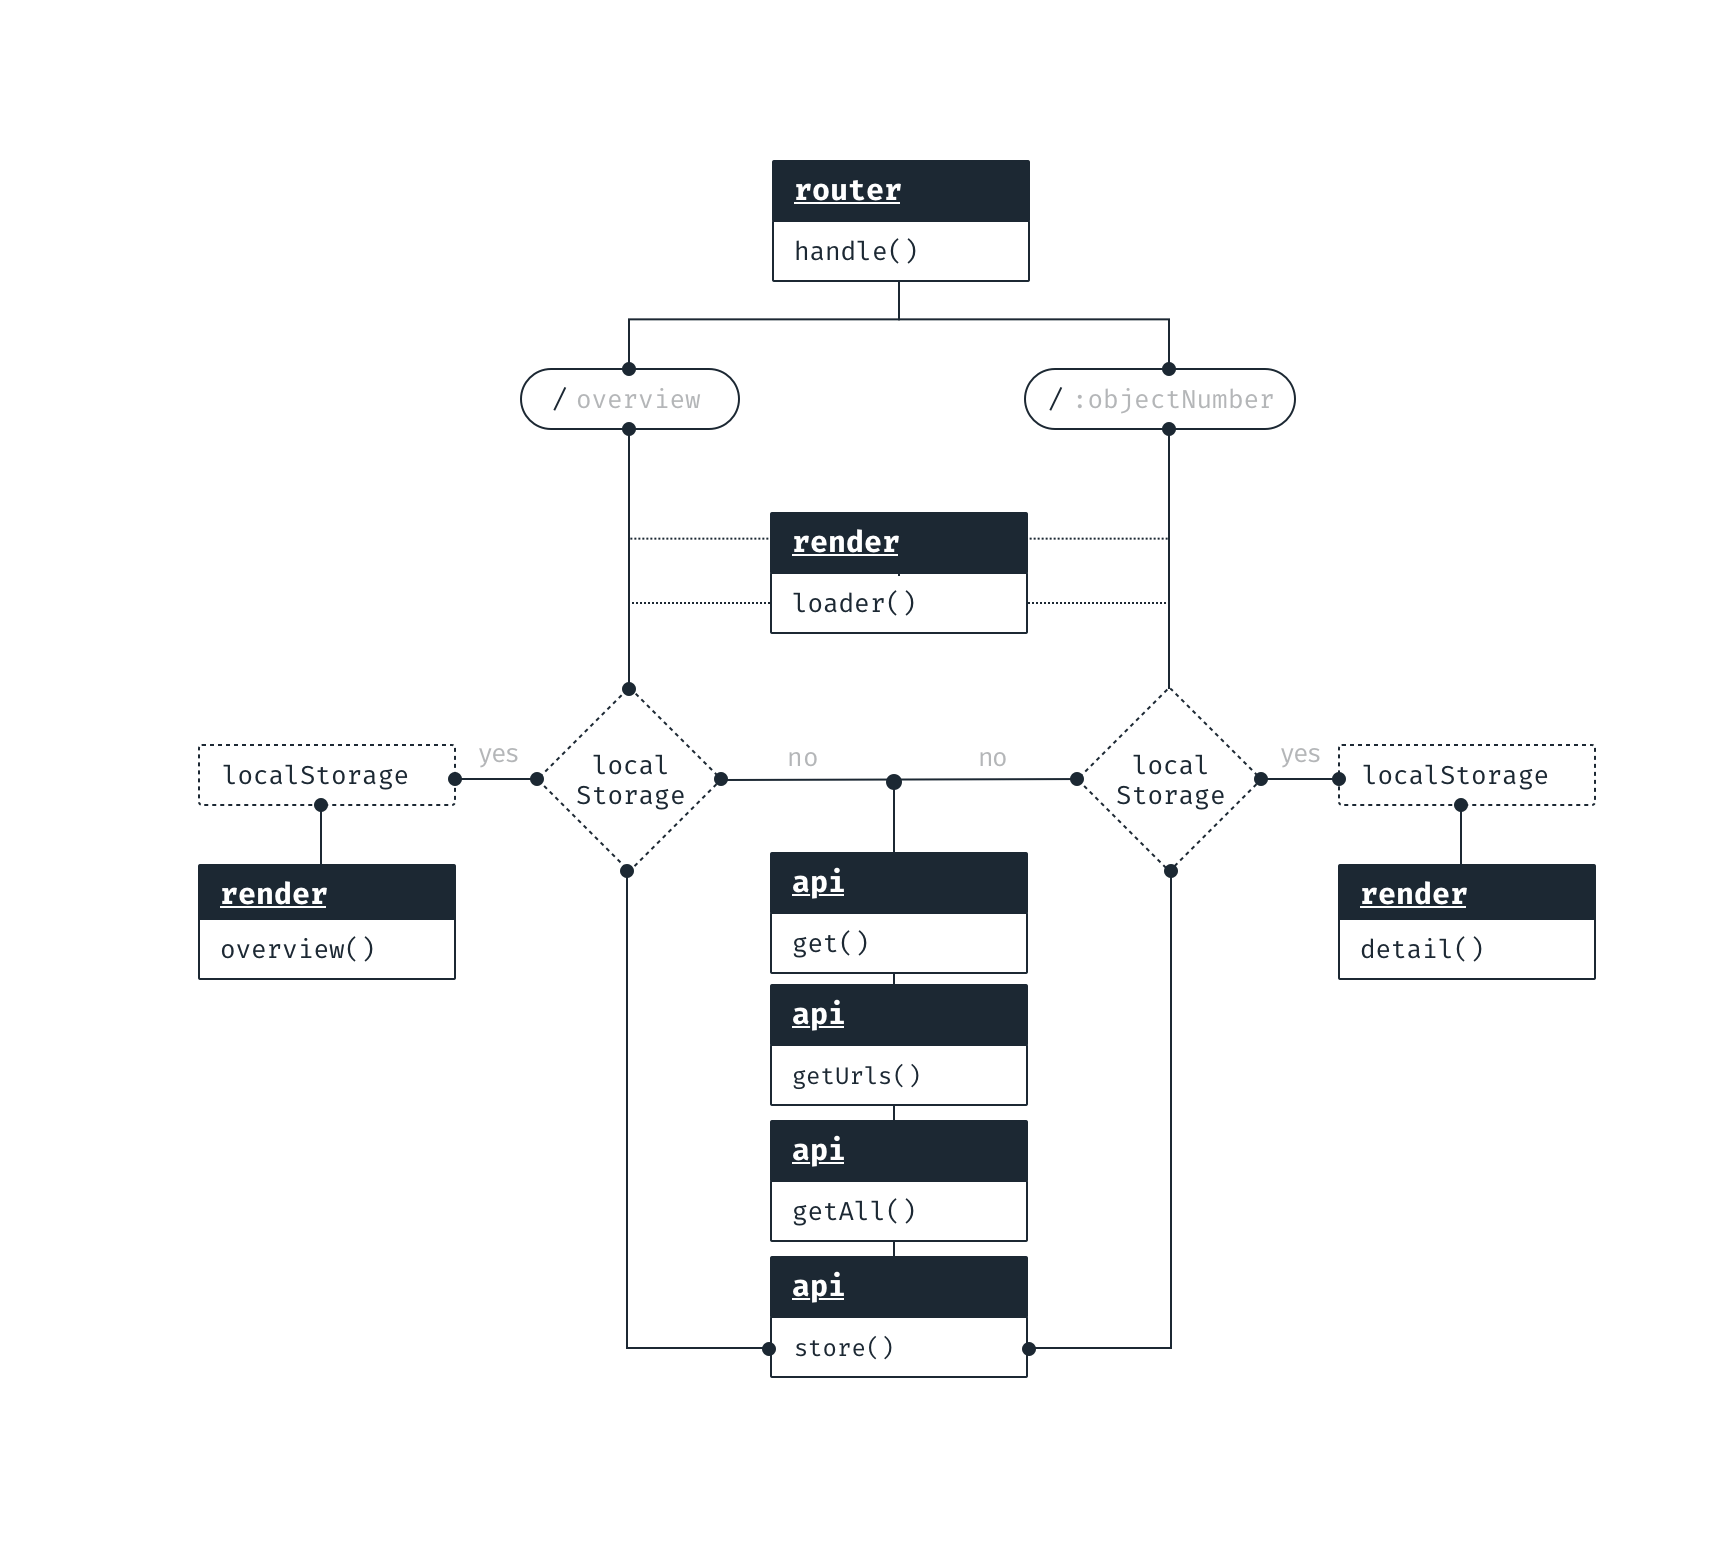 router
handle()
/ overview
/ :objectNumber
render
loader()
yes
local
Storage
no
no
local
Storage
yes
localStorage
localStorage
render
overview()
api
get()
render
detail()
api
getUrls()
api
getAll()
api
store()